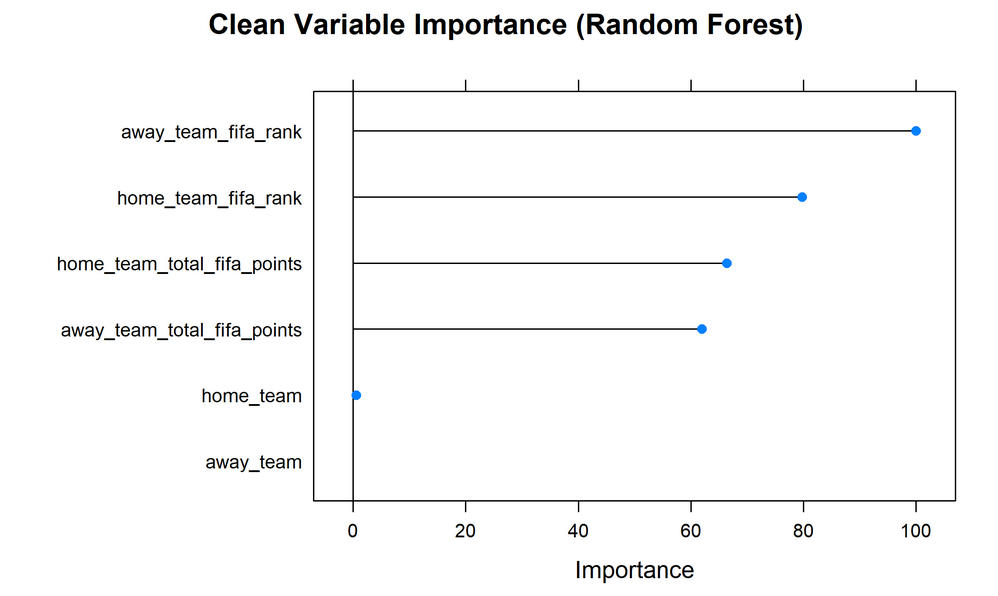 Clean Variable Importance (Random Forest)
away_team_fifa_rank
home_team_fifa_rank
home_team_total_fifa_points
away_team_total_fifa_points
home_team
away_team
0 20 40 60 80 100
Importance